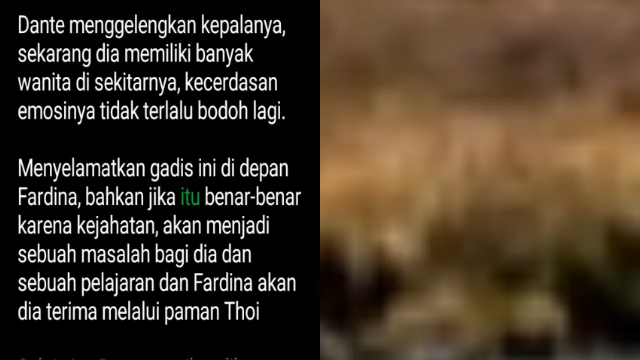 Dante menggelengkan kepalanya,
sekarang dia memiliki banyak
wanita di sekitarnya, kecerdasan
emosinya tidak terlalu bodoh lagi.
Menyelamatkan gadis ini di depan
Fardina, bahkan jika itu benar-benar
karena kejahatan, akan menjadi
sebuah masalah bagi dia dan
sebuah pelajaran dan Fardina akan
dia terima melalui paman Thoi